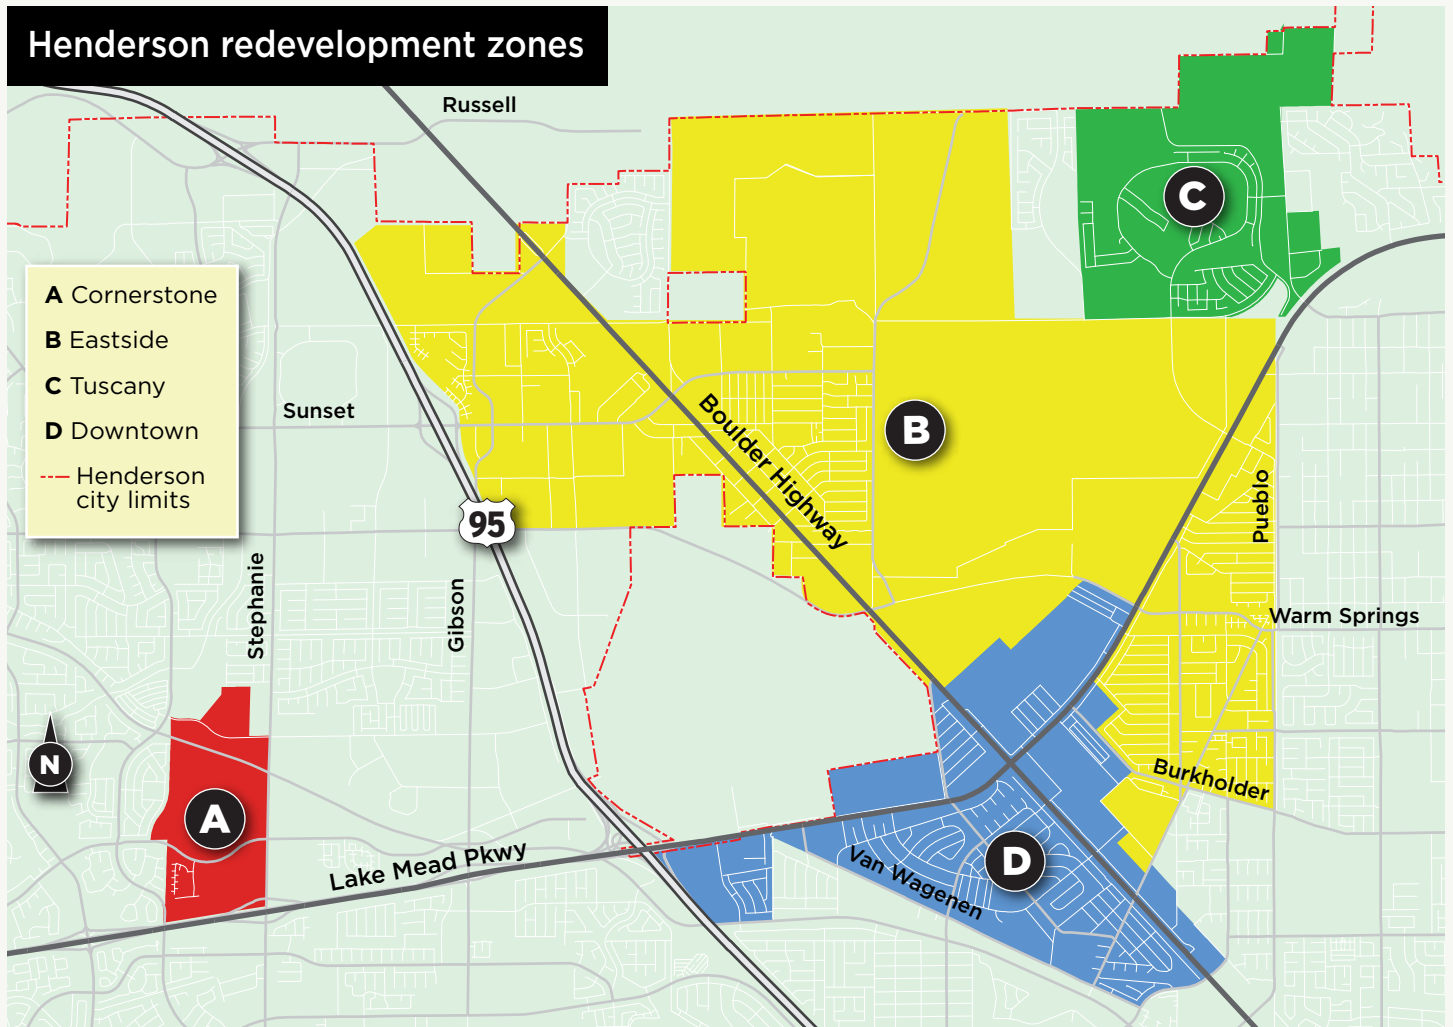 Henderson redevelopment zones
Russell
C
A Cornerstone
B Eastside
C Tuscany
D Downtown
Henderson
city limits
Sunset
Boulder Highway
B
95
Pueblo
Stephanie
Gibson
Warm Springs
N
A
Burkholder
Lake Mead Pkwy
Van Wagenen
D